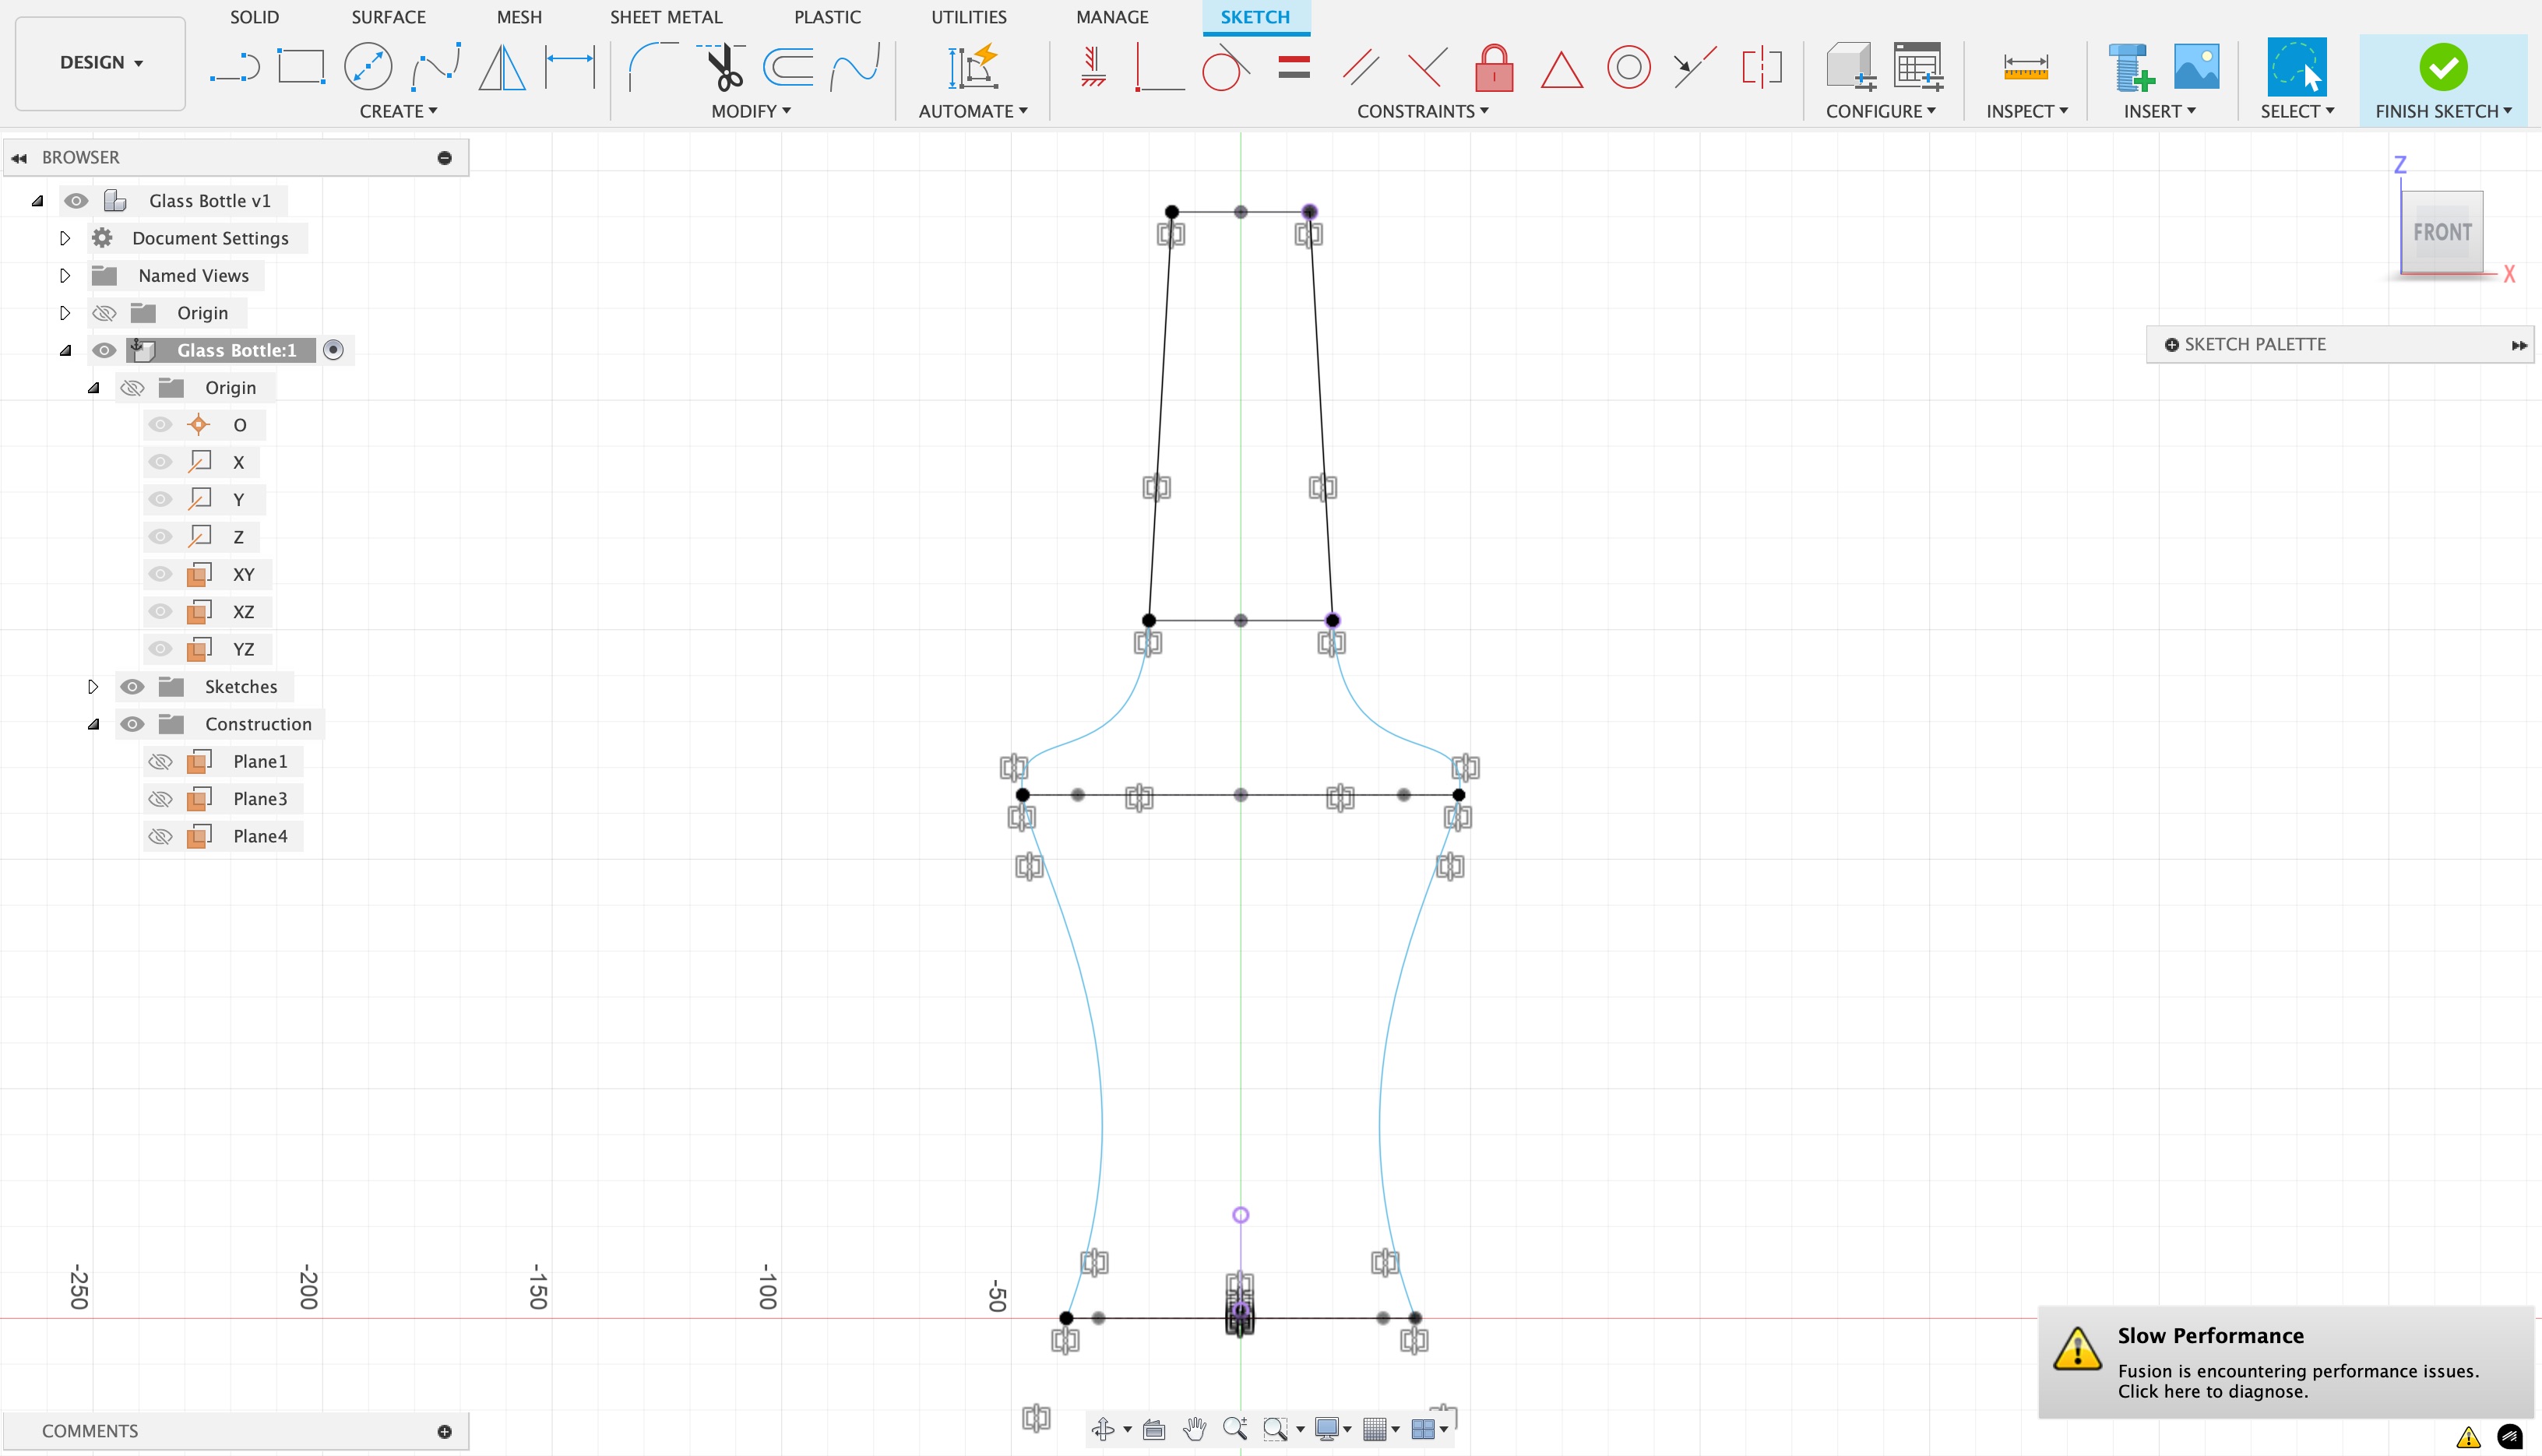 SOLID SURFACE MESH SHEET METAL PLASTIC UTILITIES MANAGE SKETCH
DESIGN
CREATE MODIFY AUTOMATE CONSTRAINTS CONFIGURE INSPECT INSERT SELECT FINISH SKETCH
BROWSER
Glass Bottle v1
Document Settings
Named Views
Origin
Glass Bottle:1
Origin
O
X
Y
Z
XY
XZ
YZ
Sketches
Construction
Plane1
Plane3
Plane4
Z
FRONT
X
SKETCH PALETTE
-250
-200
-150
-100
-50
Slow Performance
Fusion is encountering performance issues.
Click here to diagnose.
COMMENTS